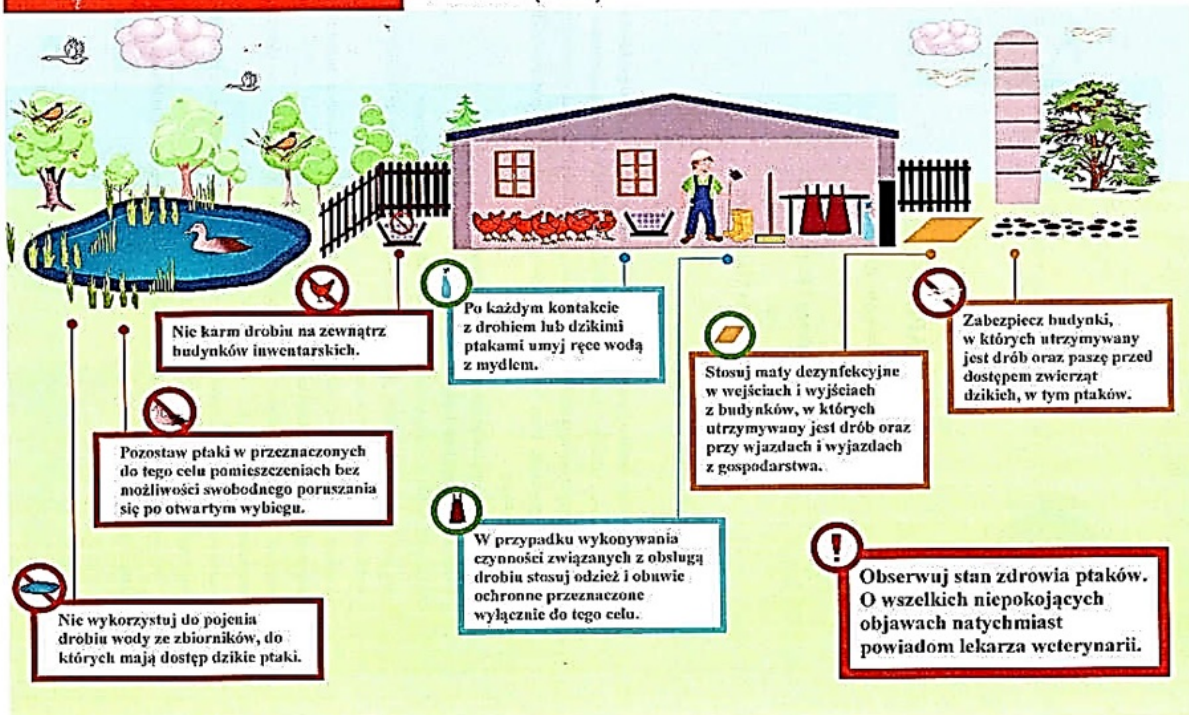 Nie karm drobiu na zewnątrz
budynków inwentarskich.
Po każdym kontakcie
z drobiem lub dzikimi
ptakami umyj ręce wodą
z mydłem.
Stosuj maty dezynfekcyjne
w wejściach i wyjściach
z budynków, w których
utrzymywany jest drób oraz
przy wjazdach i wyjazdach
z gospodarstwa.
Zabezpiecz budynki,
w których utrzymywany
jest drób oraz paszę przed
dostępem zwierząt
dzikich, w tym ptaków.
Pozostaw ptaki w przeznaczonych
do tego celu pomieszczeniach bez
możliwości swobodnego poruszania
się po otwartym wybiegu.
W przypadku wykonywania
czynności związanych z obsługą
drobiu stosuj odzież i obuwie
ochronne przeznaczone
wyłącznie do tego celu.
Nie wykorzystuj do pojenia
drobiu wody ze zbiorników, do
których mają dostęp dzikie ptaki.
Obserwuj stan zdrowia ptaków.
O wszelkich niepokojących
objawach natychmiast
powiadom lekarza weterynarii.